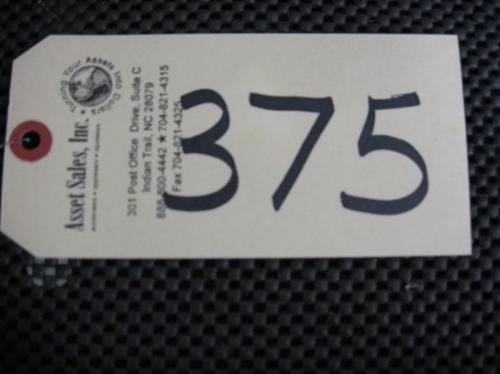 Turning Your Assets Into Dollars
Asset Sales, Inc.
301 Post Office Drive, Suite C
Indian Trail, NC 28079
888-800-4442 ★ 704-821-4315
Fax 704-821-4325
375